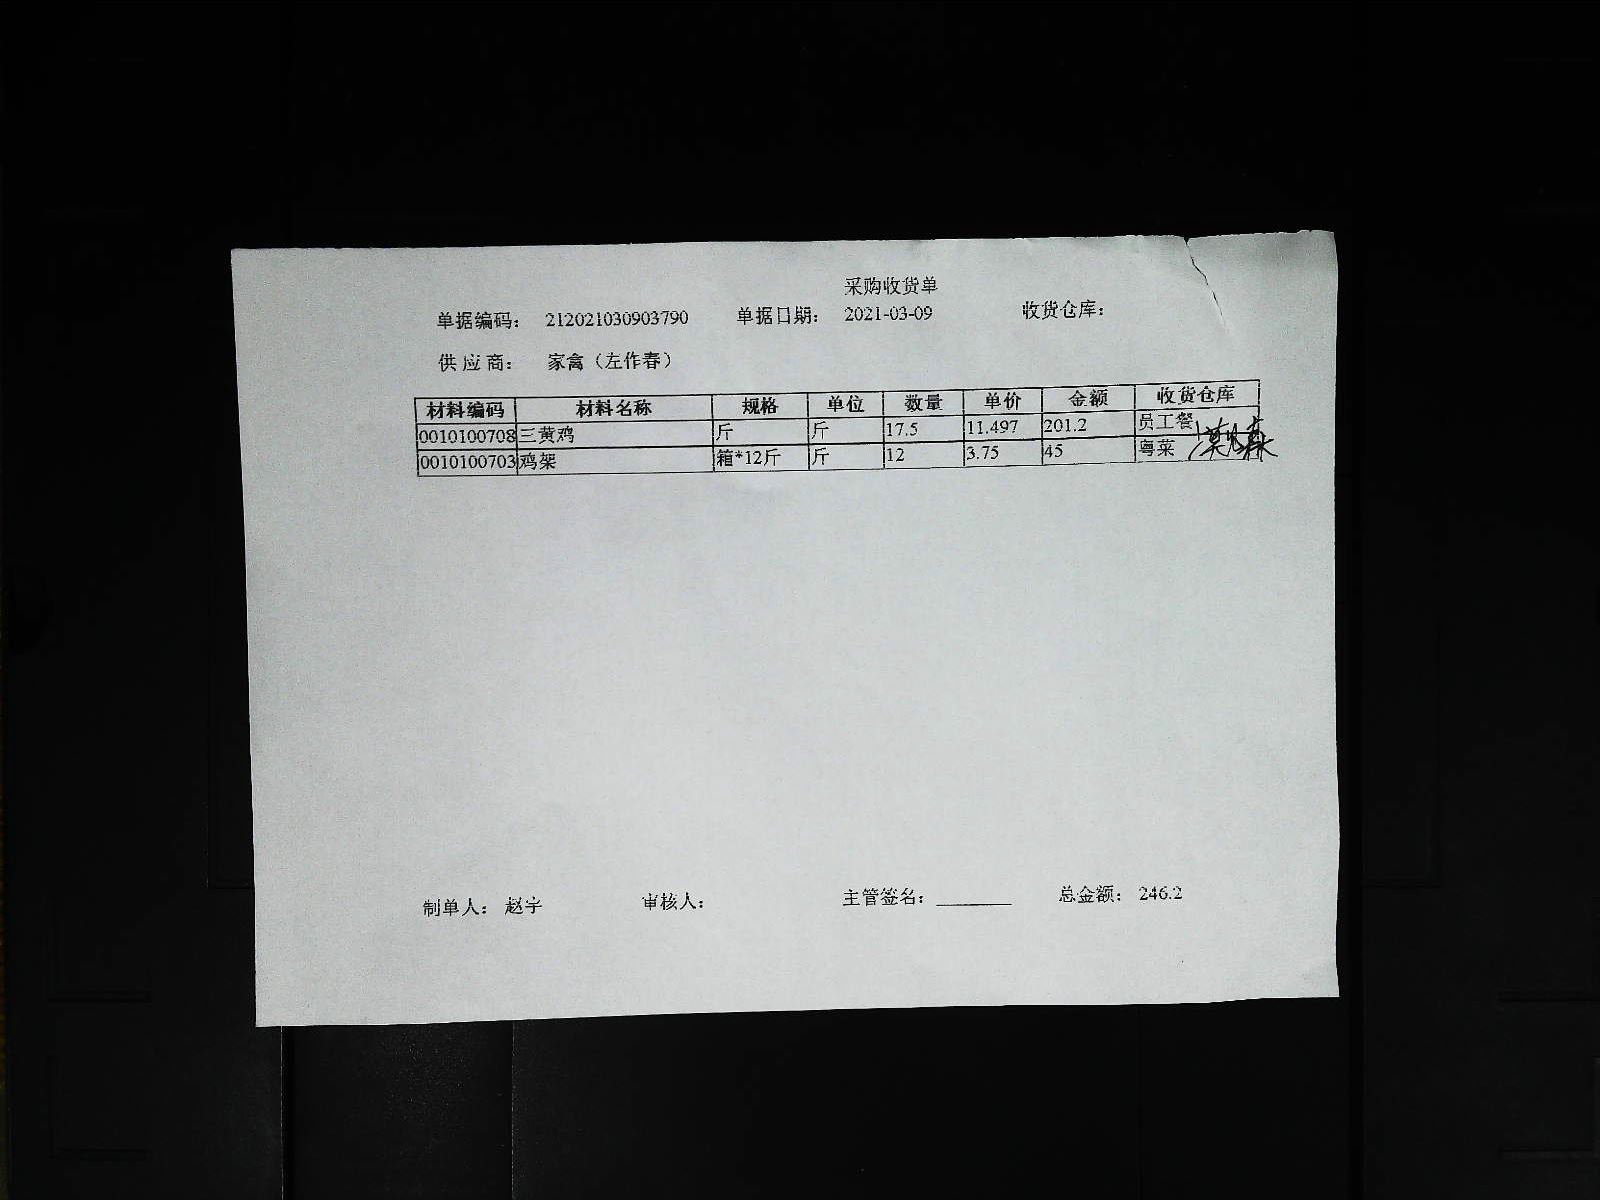 采购收货单
单据编码： 212021030903790 单据日期： 2021-03-09 收货仓库：
供 应 商： 家禽（左作春）
材料编码 材料名称 规格 单位 数量 单价 金额 收货仓库
0010100708 三黄鸡 斤 斤 17.5 11.497 201.2 员工餐
0010100703 鸡架 箱*12斤 斤 12 3.75 45 粤菜
制单人： 赵宇 审核人： 主管签名： 总金额： 246.2